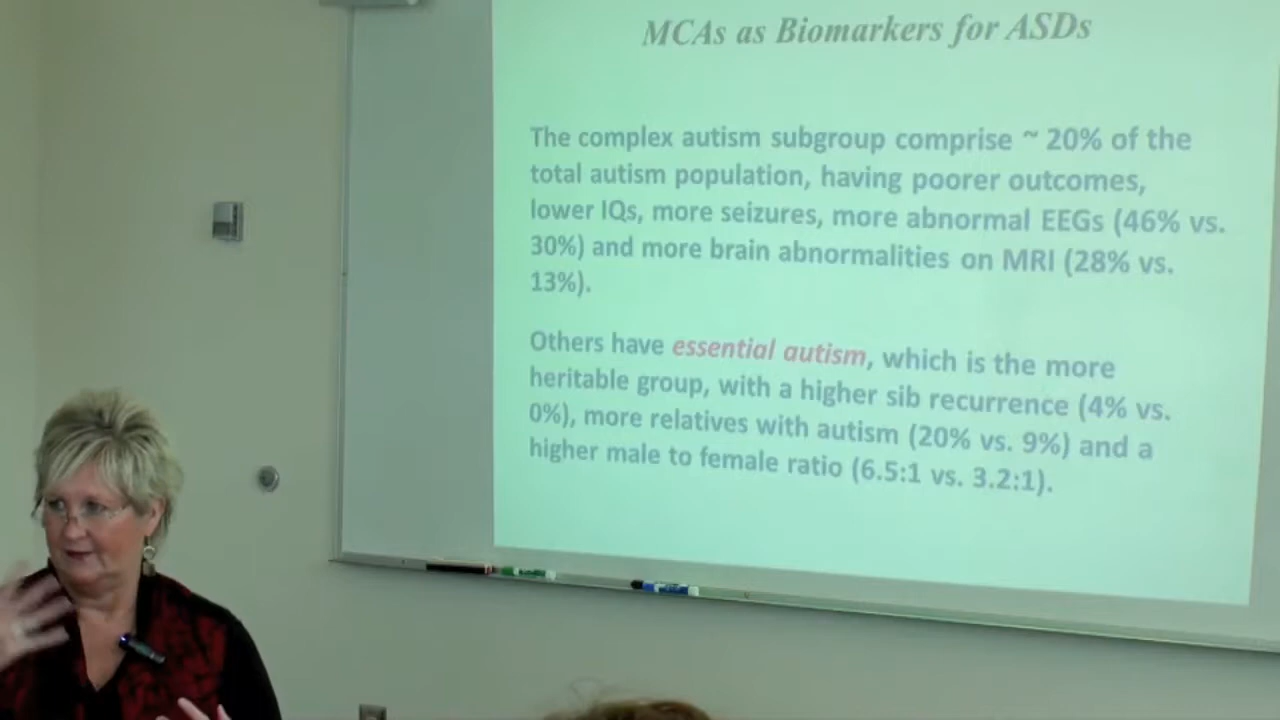 MCAs as Biomarkers for ASDs
The complex autism subgroup comprise ~ 20% of the
total autism population, having poorer outcomes,
lower IQs, more seizures, more abnormal EEGs (46% vs.
30%) and more brain abnormalities on MRI (28% vs.
13%).
Others have essential autism, which is the more
heritable group, with a higher sib recurrence (4% vs.
0%), more relatives with autism (20% vs. 9%) and a
higher male to female ratio (6.5:1 vs. 3.2:1).